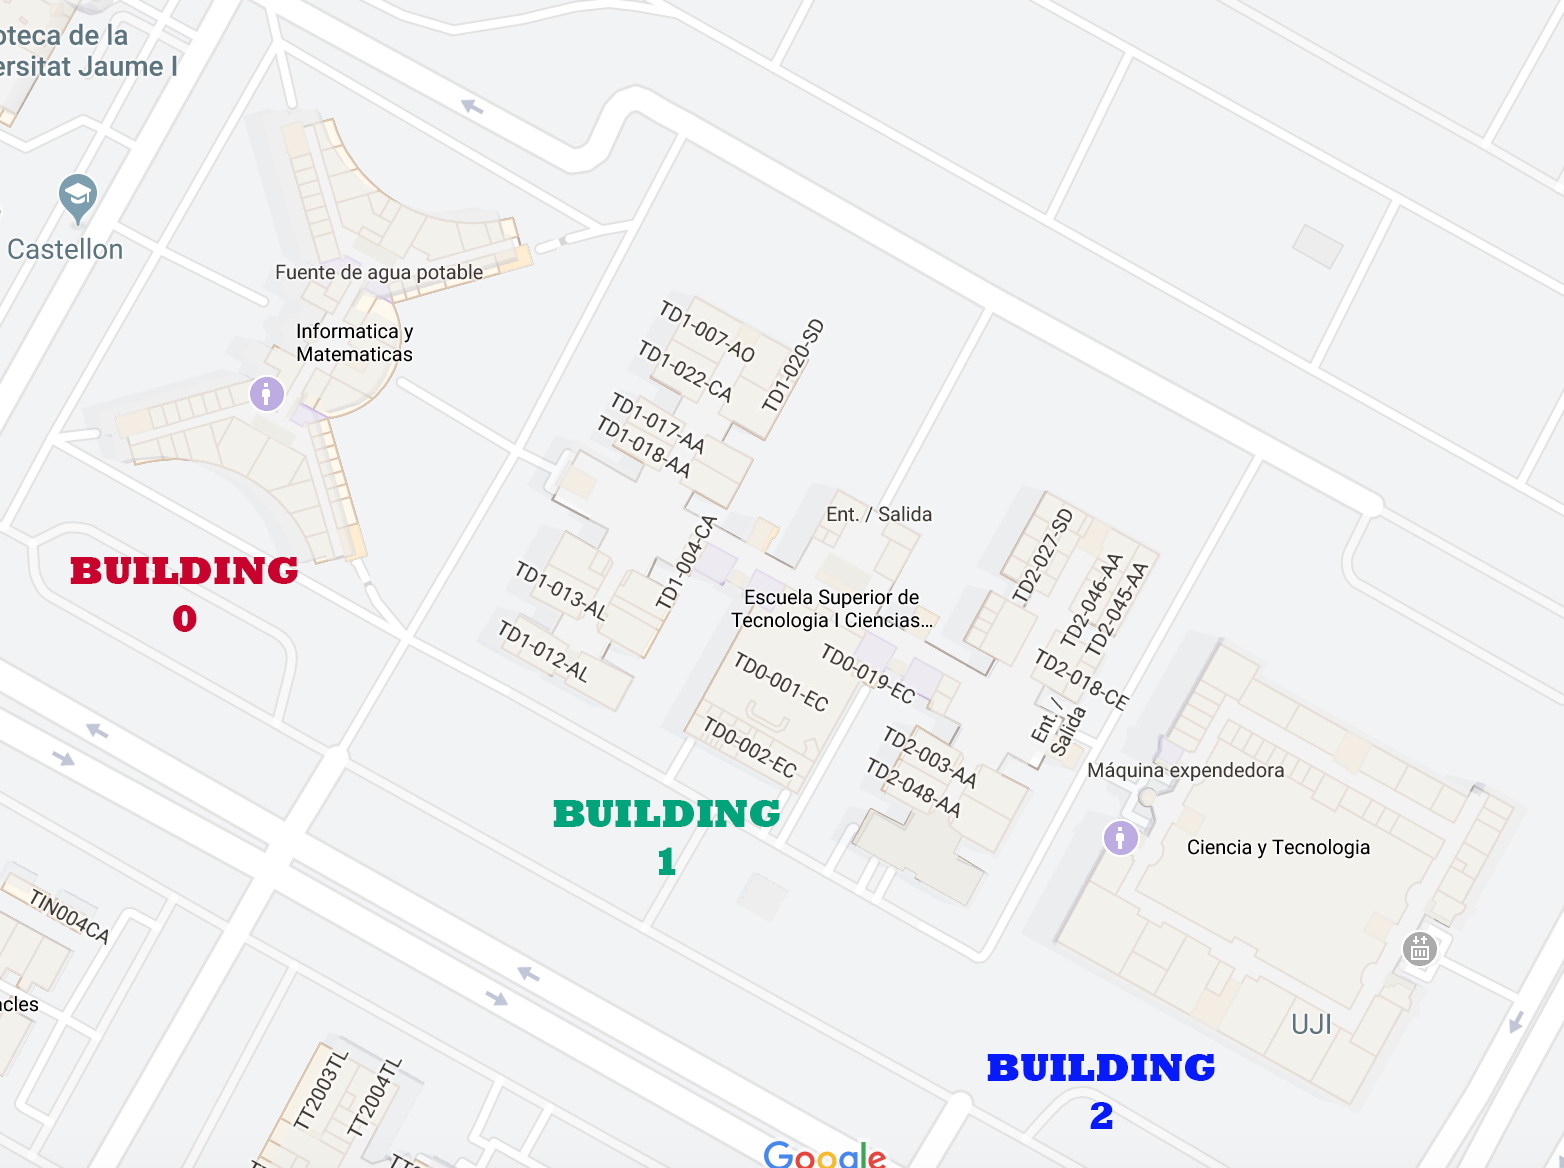 oteca de la
ersitat Jaume I
Castellon
Fuente de agua potable
Informatica y
Matematicas
TD1-007-AO
TD1-020-SD
TD1-022-CA
TD1-017-AA
TD1-018-AA
TD1-004-CA
Ent. / Salida
TD1-013-AL
TD1-012-AL
BUILDING
0
Escuela Superior de
Tecnologia I Ciencias...
TD2-027-SD
TD2-046-AA
TD2-045-AA
TD2-018-CE
TD0-019-EC
TD0-001-EC
TD0-002-EC
Ent. /
Salida
TD2-003-AA
TD2-048-AA
Máquina expendedora
BUILDING
1
Ciencia y Tecnologia
TIN004CA
acles
UJI
BUILDING
2
TT2003TL
TT2004TL
Google